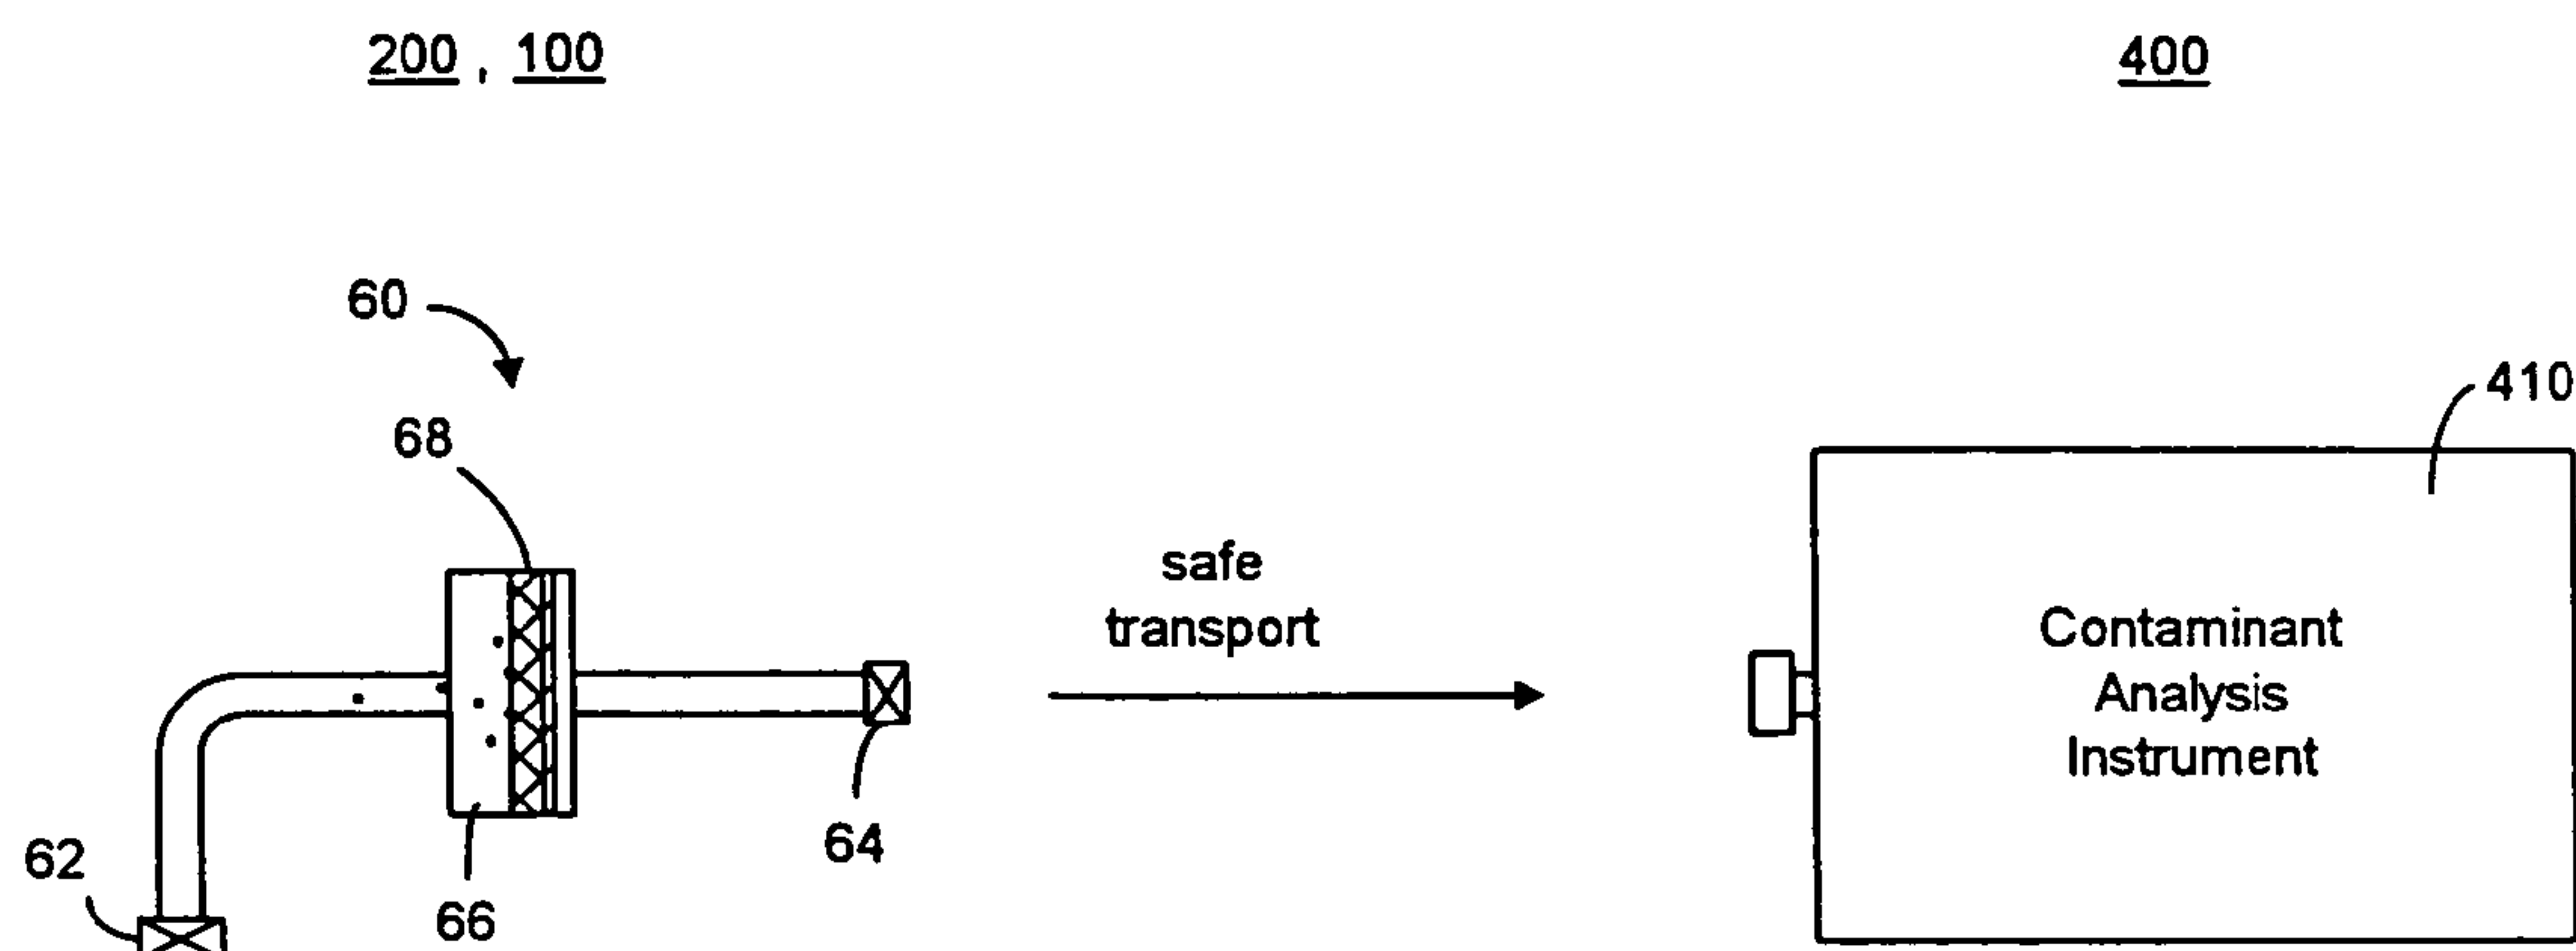 200, 100
400
60
410
68
safe
transport
Contaminant
Analysis
Instrument
62
66
64